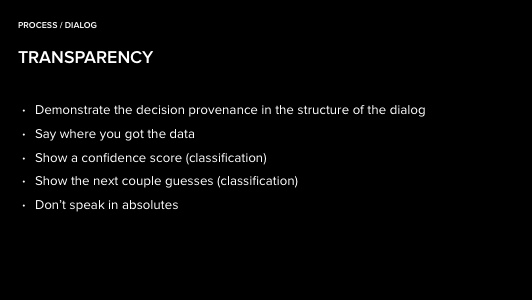 PROCESS / DIALOG
TRANSPARENCY
• Demonstrate the decision provenance in the structure of the dialog
• Say where you got the data
• Show a confidence score (classification)
• Show the next couple guesses (classification)
• Don’t speak in absolutes